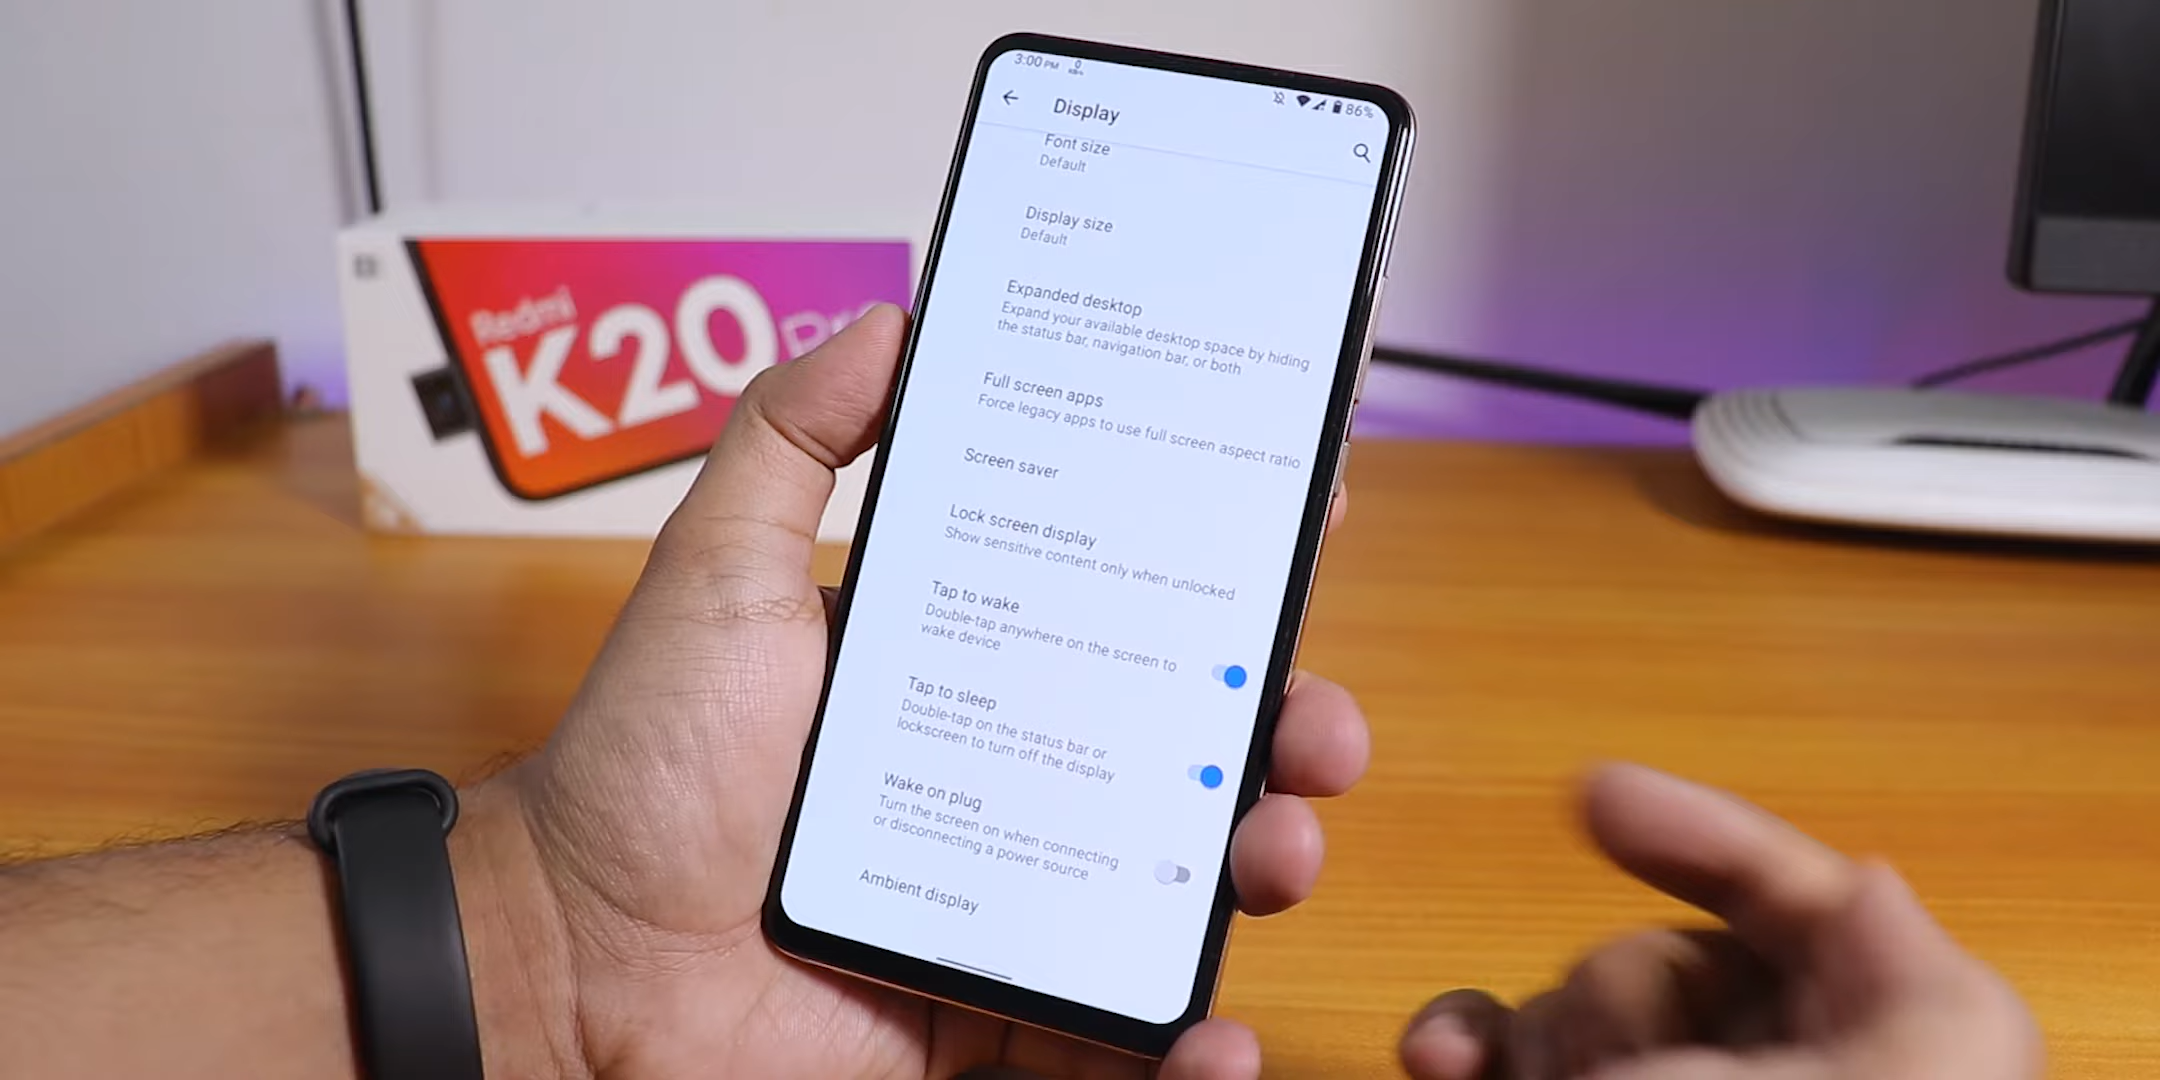 3:00 PM
86%
Display
Font size
Default
Display size
Default
Expanded desktop
Expand your available desktop space by hiding
the status bar, navigation bar, or both
Full screen apps
Force legacy apps to use full screen aspect ratio
Screen saver
Lock screen display
Show sensitive content only when unlocked
Tap to wake
Double-tap anywhere on the screen to
wake device
Tap to sleep
Double-tap on the status bar or
lockscreen to turn off the display
Wake on plug
Turn the screen on when connecting
or disconnecting a power source
Ambient display
Redmi
K20 Pro